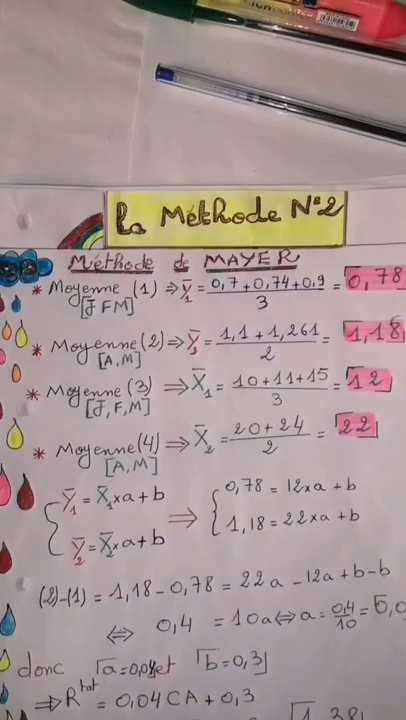 La Méthode N°2
Méthode de MAYER
* Moyenne (1) ⇒ Ȳ₁ = 0,7+0,74+0,9 / 3 = 0,78
[J FM]
* Moyenne (2) ⇒ Ȳ₁ = 1,1+1,261 / 2 = 1,18
[A,M]
* Moyenne (3) ⇒ X̄₁ = 10+11+15 / 3 = 12
[J,F,M]
* Moyenne (4) ⇒ X̄₂ = 20+24 / 2 = 22
[A,M]
{ Ȳ₁ = X̄₁×a+b ⇒ { 0,78 = 12×a+b
Ȳ₂ = X̄₂×a+b 1,18 = 22×a+b
(2)-(1) = 1,18 - 0,78 = 22a - 12a + b - b
⇔ 0,4 = 10a ⇔ a = 0,4/10 =
donc a = 0,04 et b = 0,3
⇒ Rᵗᵒᵗ = 0,04 CA + 0,3